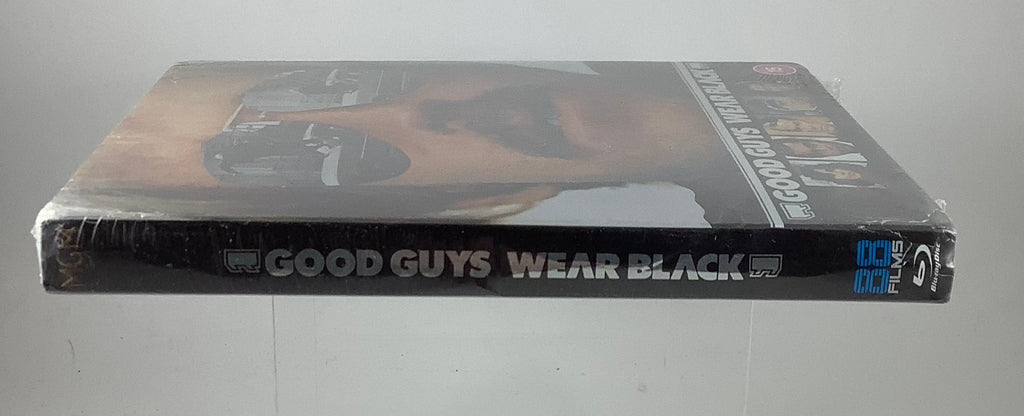 GOOD GUYS WEAR BLACK
GOOD GUYS WEAR BLACK
88
FILMS
Blu-ray Disc